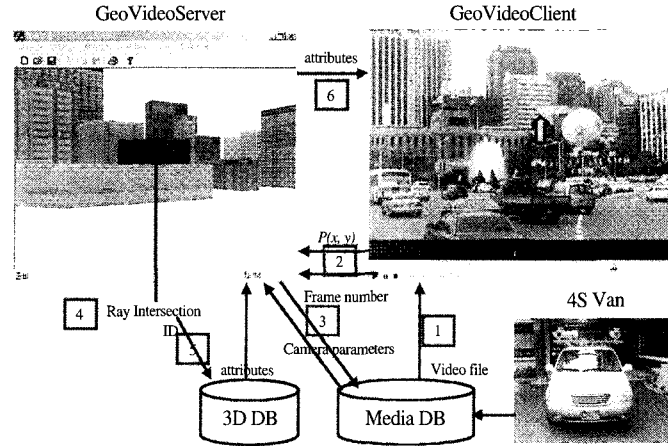 GeoVideoServer
GeoVideoClient
attributes
6
P(x, y)
2
Frame number
3
Camera parameters
4
Ray Intersection
ID
5
attributes
1
Video file
4S Van
3D DB
Media DB